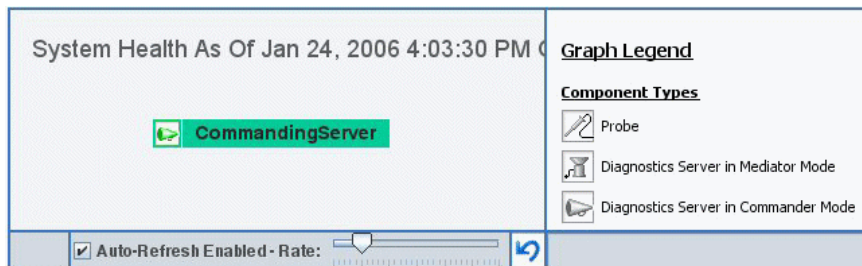 System Health As Of Jan 24, 2006 4:03:30 PM
CommandingServer
Auto-Refresh Enabled - Rate:
Graph Legend
Component Types
Probe
Diagnostics Server in Mediator Mode
Diagnostics Server in Commander Mode